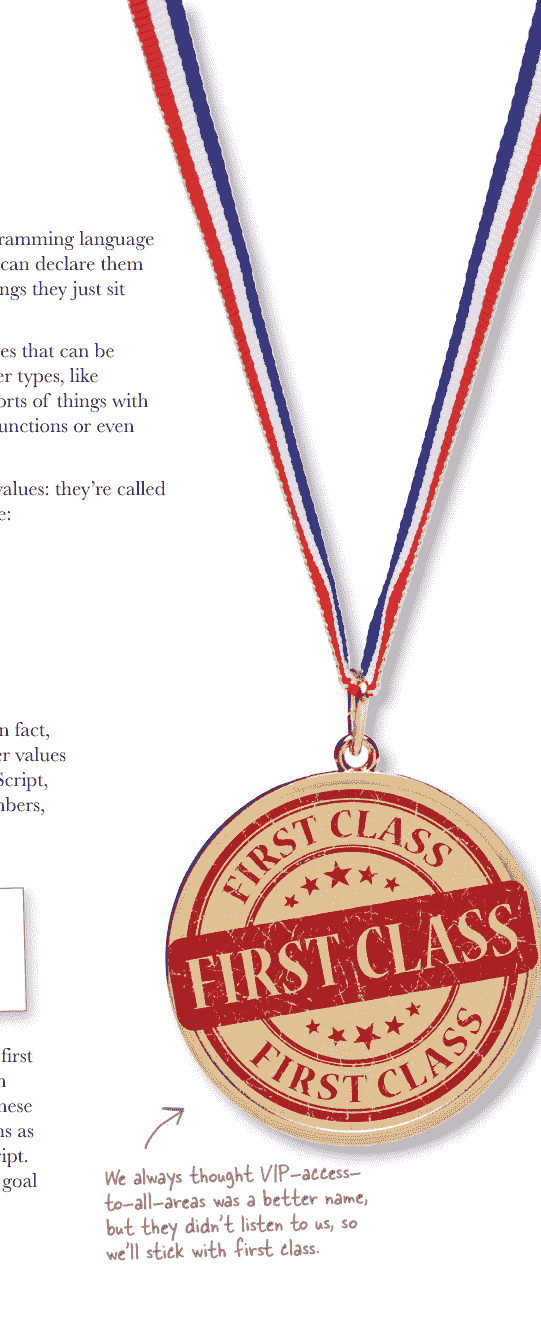 ramming language
can declare them
ngs they just sit
es that can be
er types, like
orts of things with
unctions or even
values: they're called
e:
n fact,
er values
Script,
nbers,
FIRST CLASS
FIRST CLASS
FIRST CLASS
first
n
hese
ns as
ript.
goal
We always thought VIP-access-
to-all-areas was a better name,
but they didn't listen to us, so
we'll stick with first class.